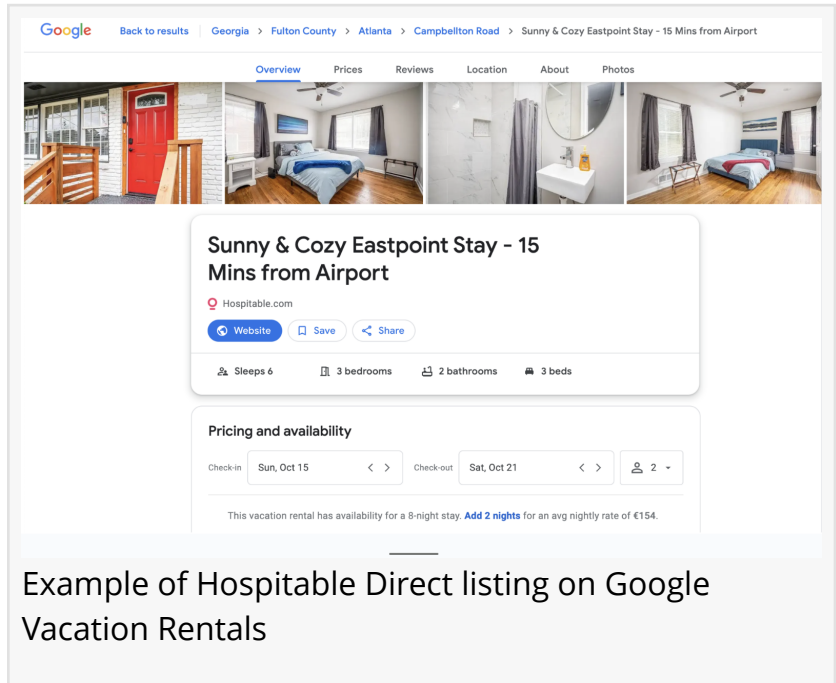 Google Back to results Georgia > Fulton County > Atlanta > Campbellton Road > Sunny & Cozy Eastpoint Stay - 15 Mins from Airport
Overview Prices Reviews Location About Photos
Sunny & Cozy Eastpoint Stay - 15
Mins from Airport
Hospitable.com
Website Save Share
Sleeps 6 3 bedrooms 2 bathrooms 3 beds
Pricing and availability
Check-in Sun, Oct 15 < > Check-out Sat, Oct 21 < > 2
This vacation rental has availability for a 8-night stay. Add 2 nights for an avg nightly rate of €154.
Example of Hospitable Direct listing on Google
Vacation Rentals